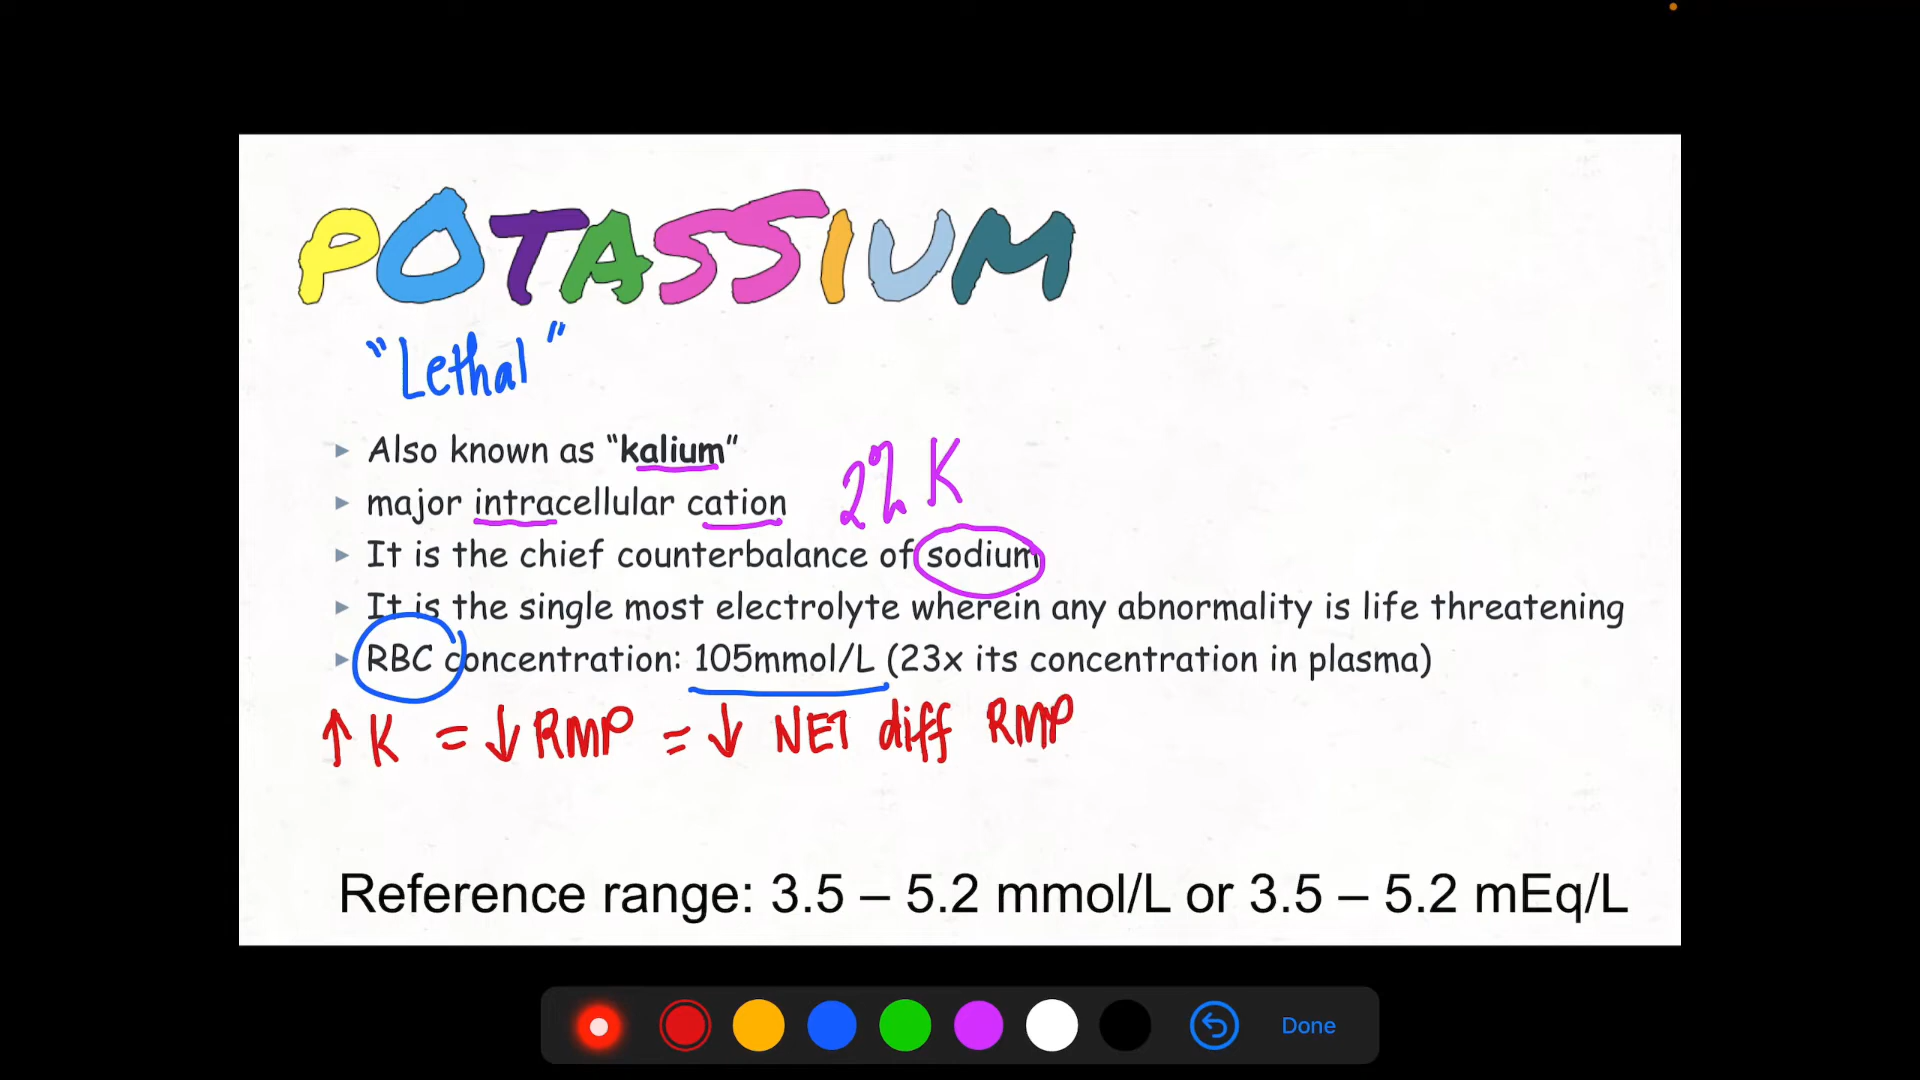 POTASSIUM
"Lethal"
Also known as “kalium”
2% K
major intracellular cation
It is the chief counterbalance of sodium
It is the single most electrolyte wherein any abnormality is life threatening
RBC concentration: 105mmol/L (23x its concentration in plasma)
↑ K = ↓ RMP = ↓ NET diff RMP
Reference range: 3.5 – 5.2 mmol/L or 3.5 – 5.2 mEq/L
Done